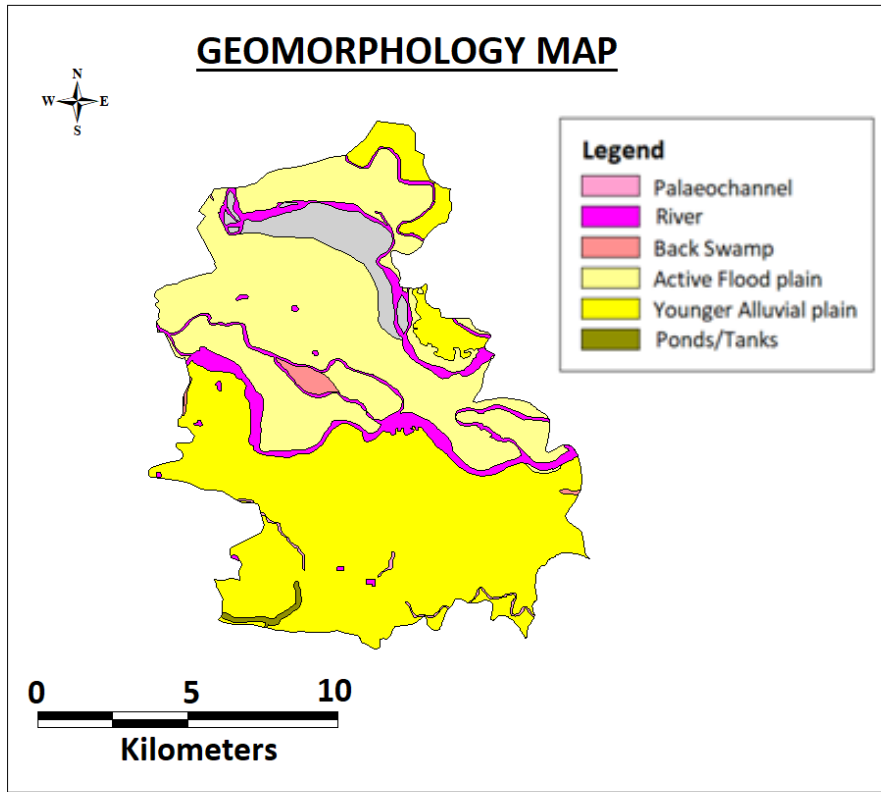 GEOMORPHOLOGY MAP
N
W E
S
Legend
Palaeochannel
River
Back Swamp
Active Flood plain
Younger Alluvial plain
Ponds/Tanks
0 5 10
Kilometers